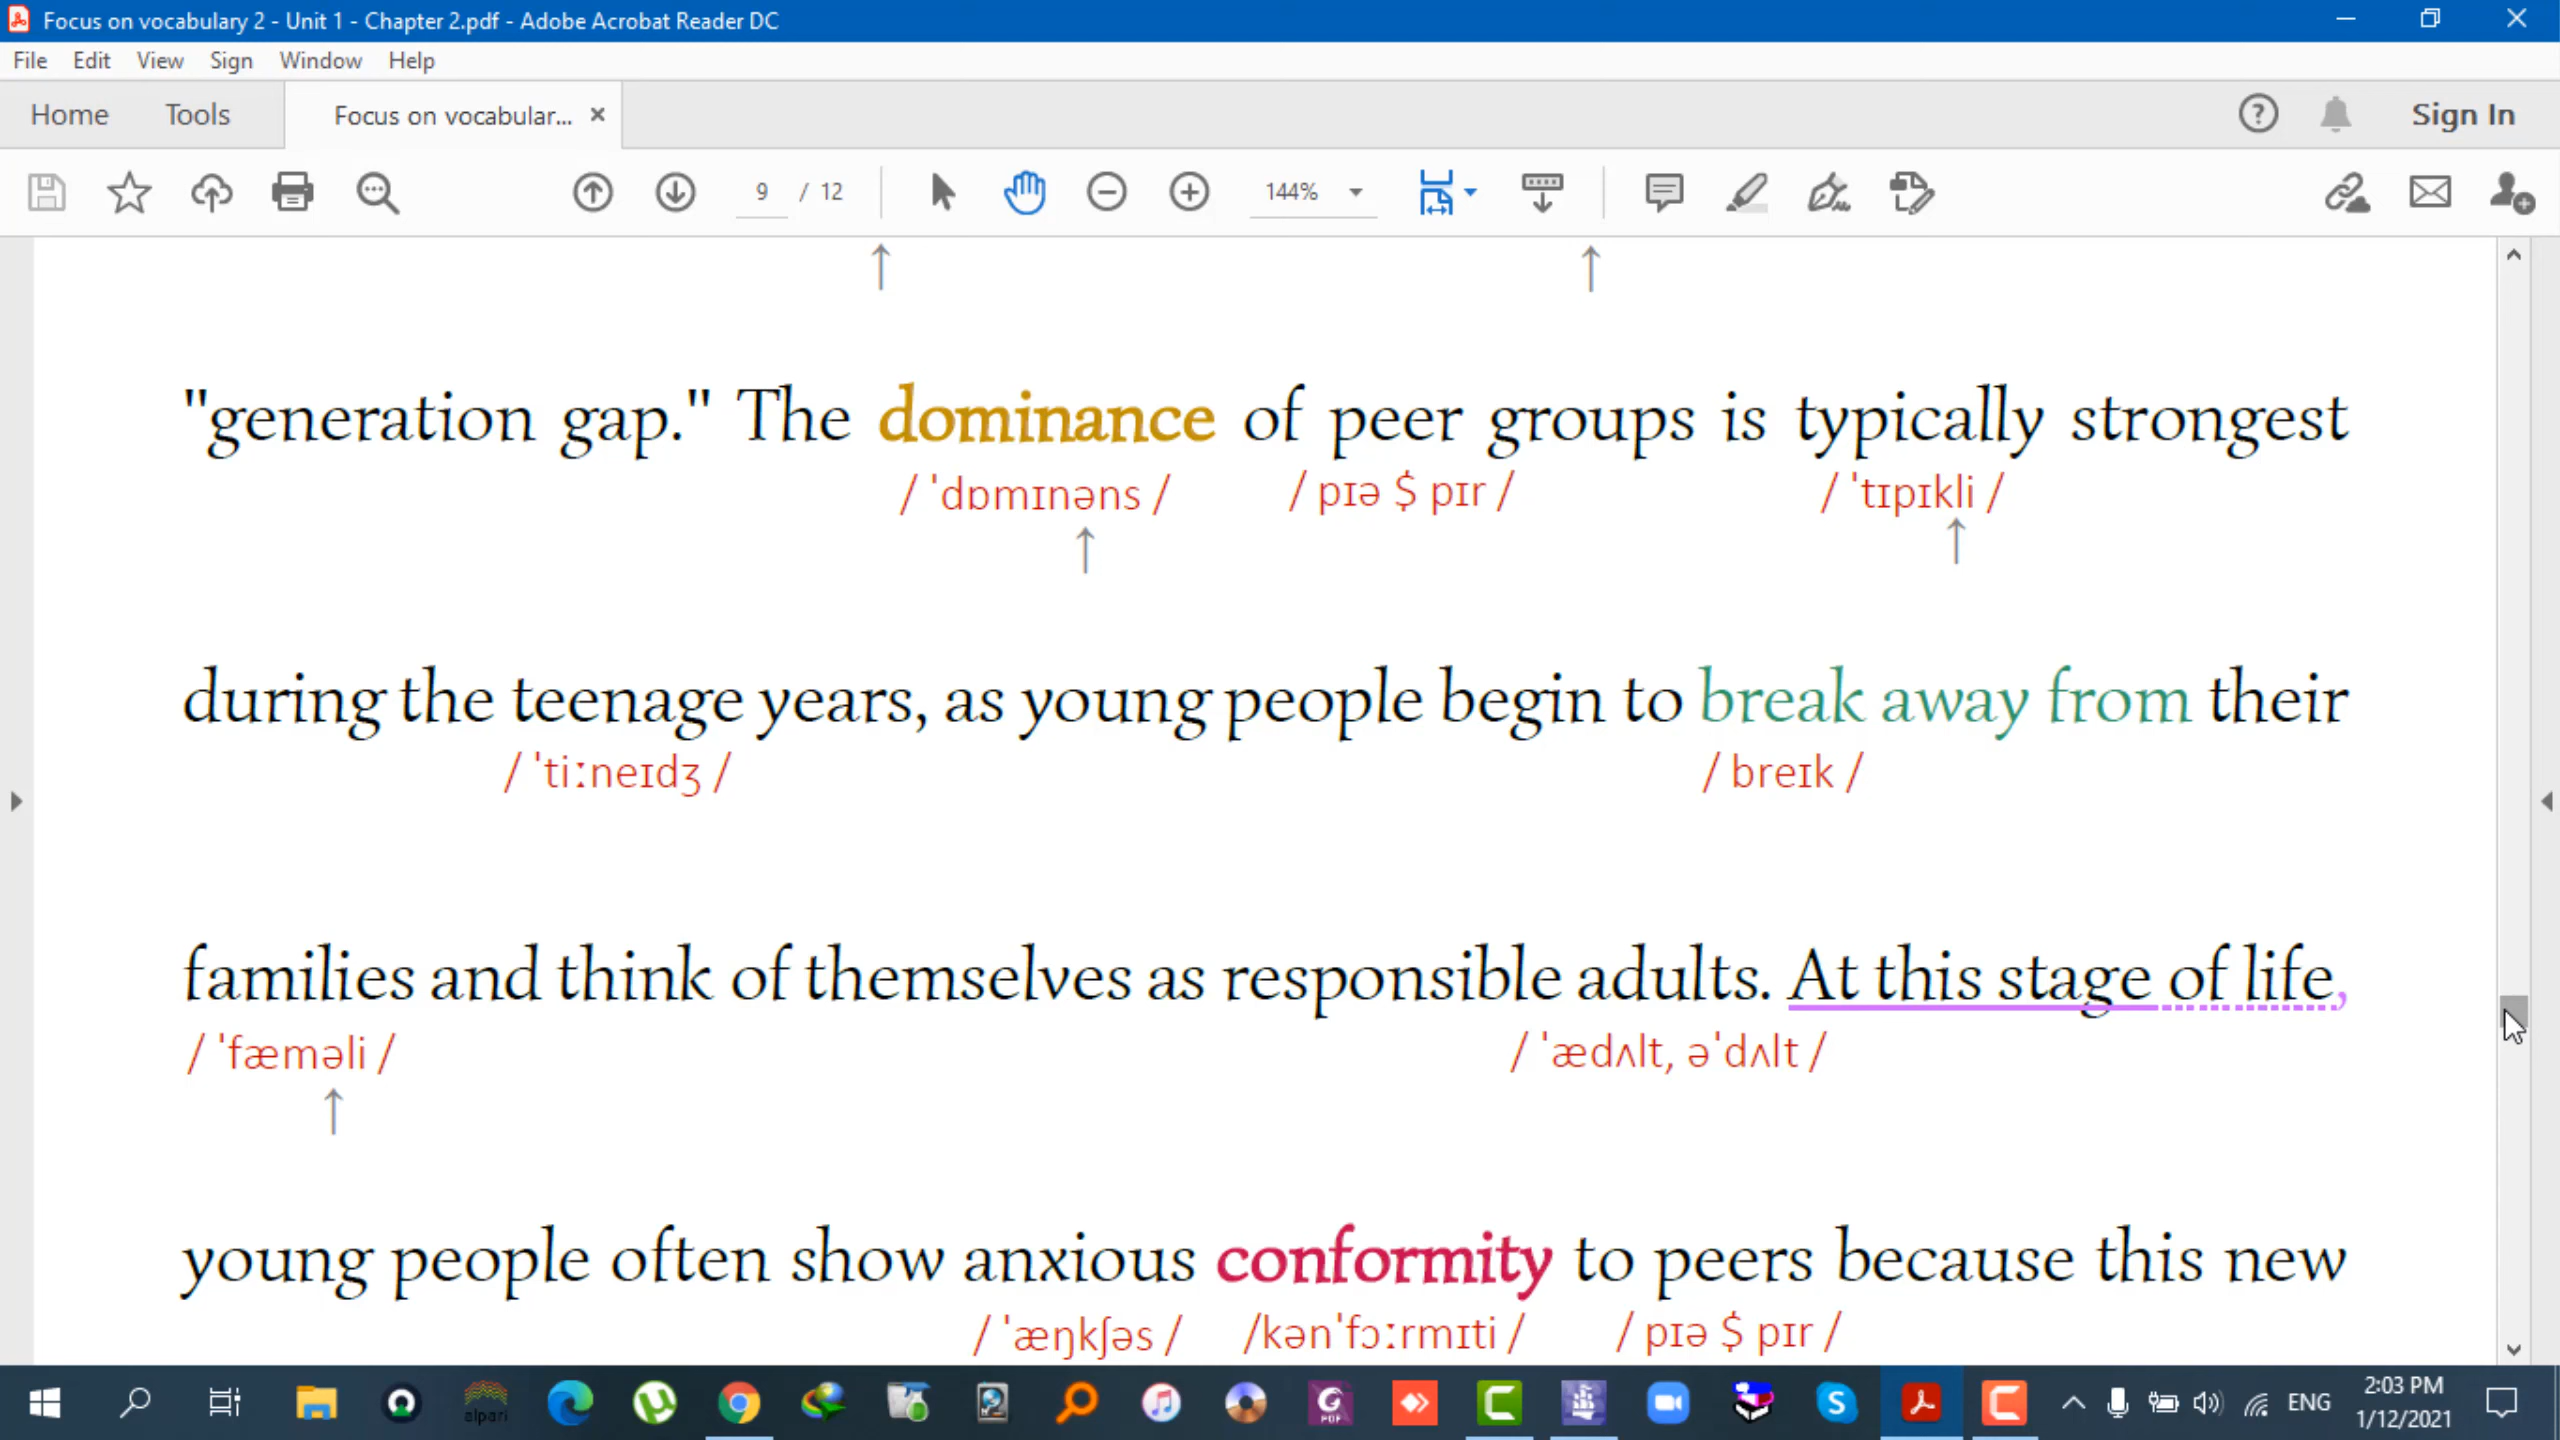 Focus on vocabulary 2 - Unit 1 - Chapter 2.pdf - Adobe Acrobat Reader DC
File Edit View Sign Window Help
Home Tools Focus on vocabular... Sign In
9 / 12 144%
"generation gap." The dominance of peer groups is typically strongest
/ ˈdɒmɪnəns / / pɪə $ pɪr / / ˈtɪpɪkli /
during the teenage years, as young people begin to break away from their
/ ˈtiːneɪdʒ / / breɪk /
families and think of themselves as responsible adults. At this stage of life,
/ ˈfæməli / / ˈædʌlt, əˈdʌlt /
young people often show anxious conformity to peers because this new
/ ˈæŋkʃəs / /kənˈfɔːrmɪti / / pɪə $ pɪr /
alpari PDF ENG 2:03 PM
1/12/2021